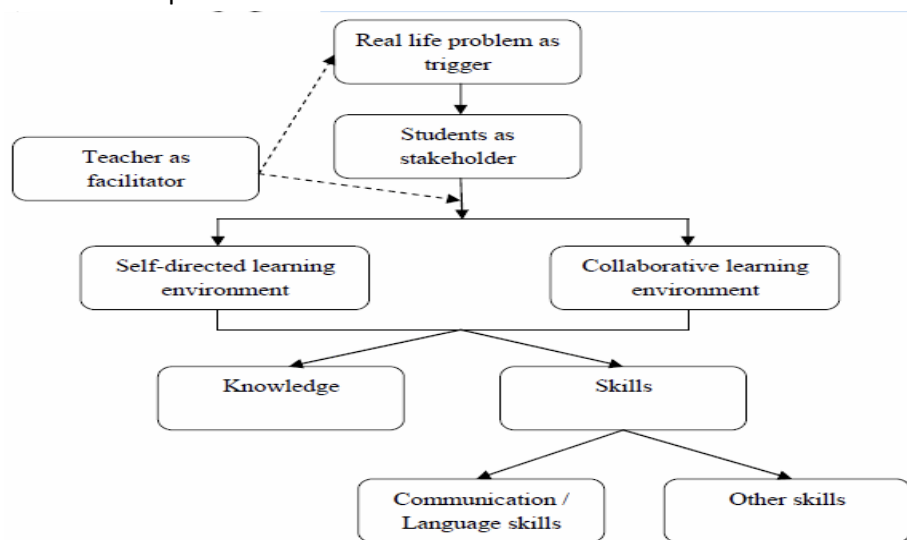 Real life problem as
trigger
Students as
stakeholder
Teacher as
facilitator
Self-directed learning
environment
Collaborative learning
environment
Knowledge
Skills
Communication /
Language skills
Other skills